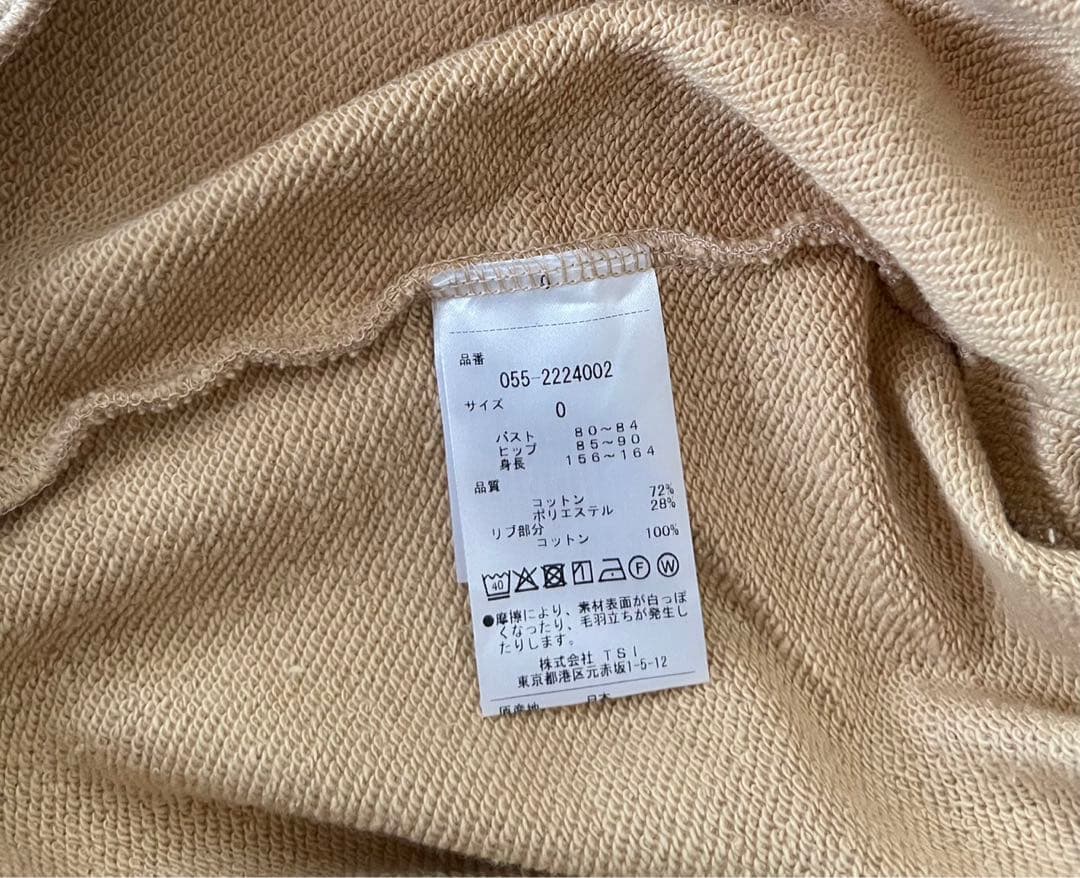 品番
055-2224002
サイズ 0
バスト 80〜84
ヒップ 85〜90
身長 156〜164
品質
コットン 72%
ポリエステル 28%
リブ部分
コットン 100%
40 F W
●摩擦により、素材表面が白っぽ
くなったり、毛羽立ちが発生し
たりします。
株式会社 TSI
東京都港区元赤坂1-5-12
原産地 日本